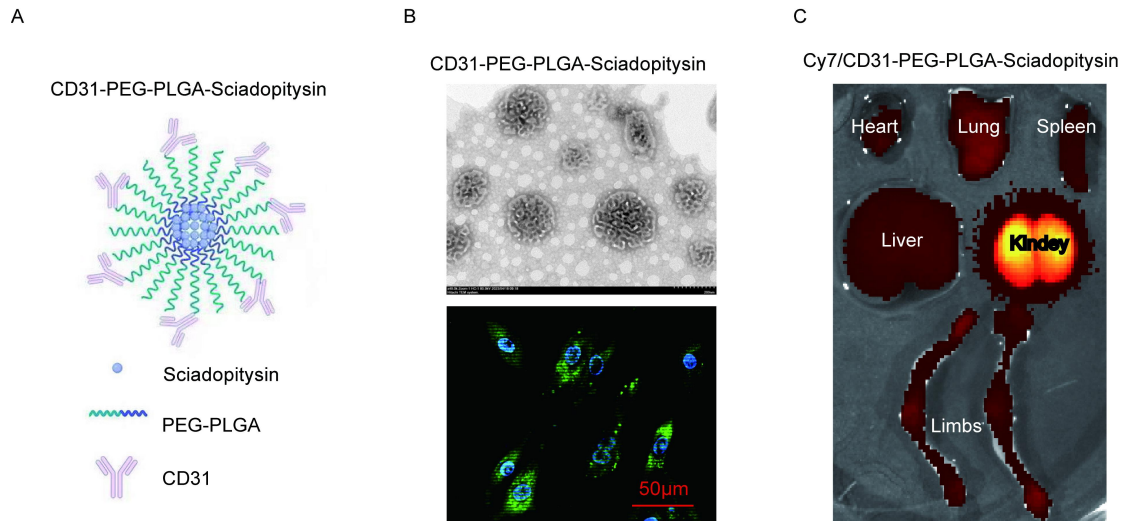 A
CD31-PEG-PLGA-Sciadopitysin
Sciadopitysin
PEG-PLGA
CD31
B
CD31-PEG-PLGA-Sciadopitysin
50μm
C
Cy7/CD31-PEG-PLGA-Sciadopitysin
Heart
Lung
Spleen
Liver
Kindey
Limbs